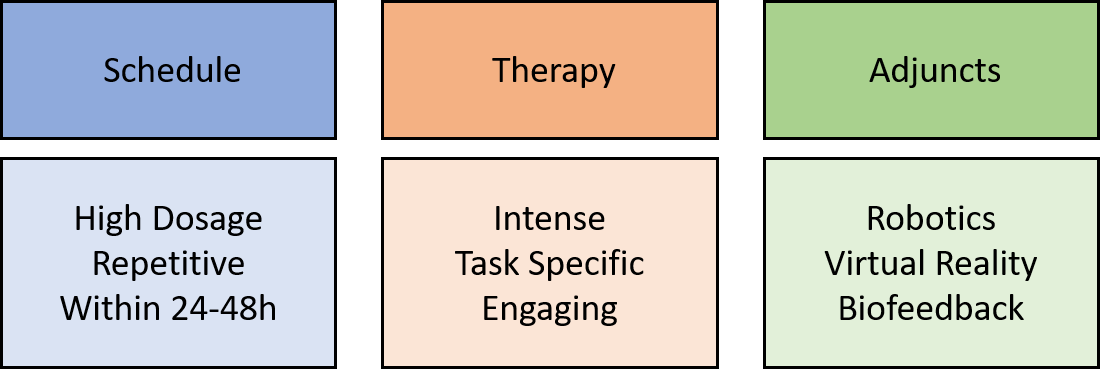 Schedule
Therapy
Adjuncts
High Dosage
Repetitive
Within 24-48h
Intense
Task Specific
Engaging
Robotics
Virtual Reality
Biofeedback